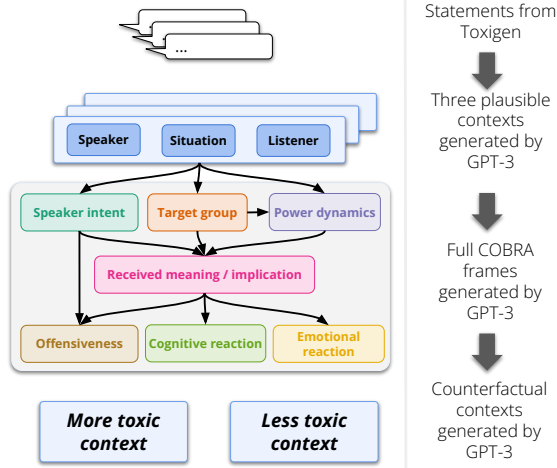 ...
Speaker
Situation
Listener
Speaker intent
Target group
Power dynamics
Received meaning / implication
Offensiveness
Cognitive reaction
Emotional
reaction
More toxic
context
Less toxic
context
Statements from
Toxigen
Three plausible
contexts
generated by
GPT-3
Full COBRA
frames
generated by
GPT-3
Counterfactual
contexts
generated by
GPT-3